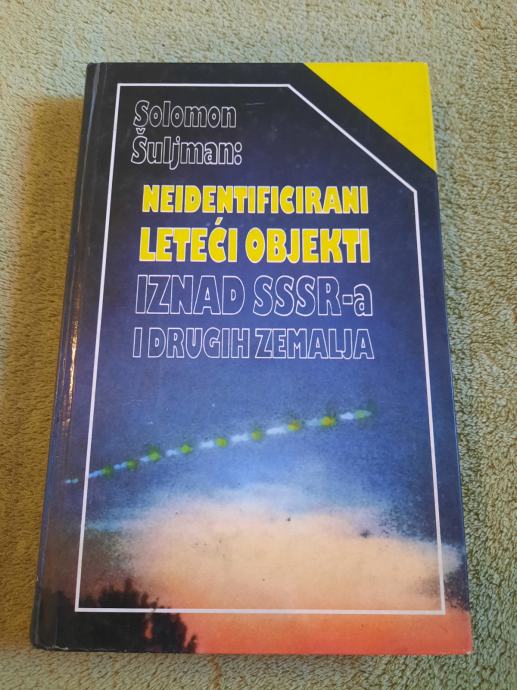 Solomon
Šuljman:
NEIDENTIFICIRANI
LETEĆI OBJEKTI
IZNAD SSSR-a
I DRUGIH ZEMALJA